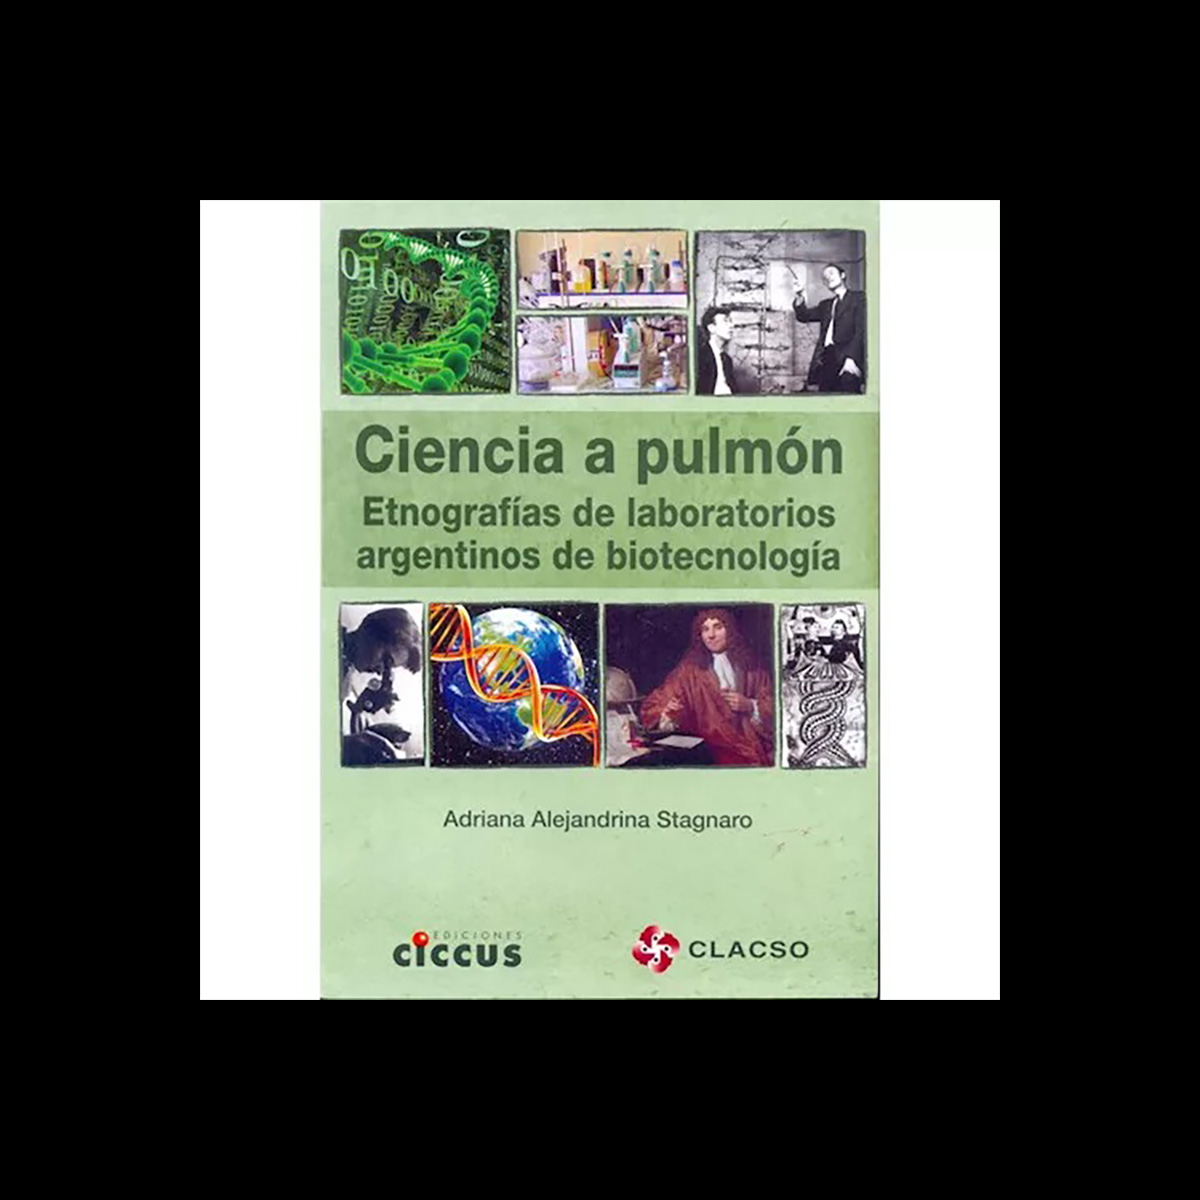 Ciencia a pulmón
Etnografías de laboratorios
argentinos de biotecnología
Adriana Alejandrina Stagnaro
EDICIONES
CICCUS
CLACSO